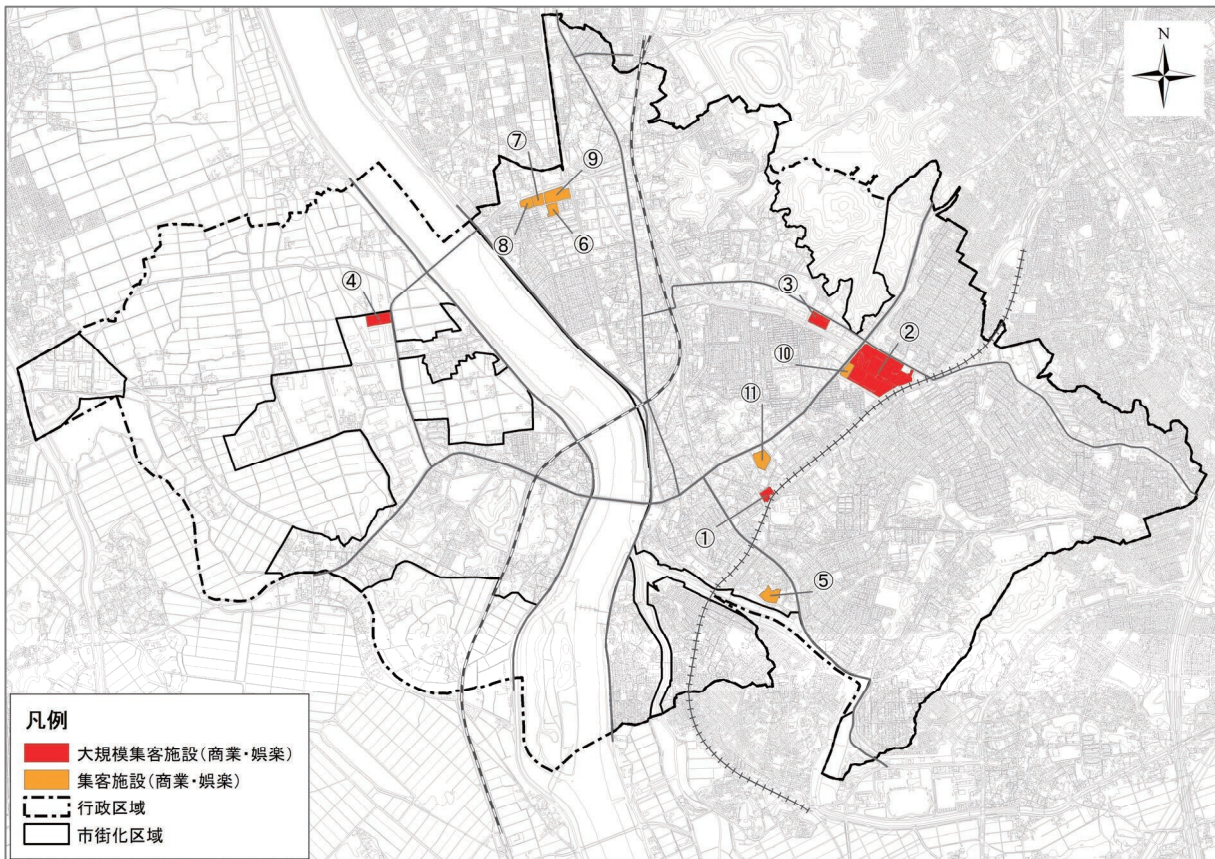 N
⑦
⑨
⑧
⑥
④
③
⑩
②
⑪
①
⑤
凡例
大規模集客施設(商業・娯楽)
集客施設(商業・娯楽)
行政区域
市街化区域